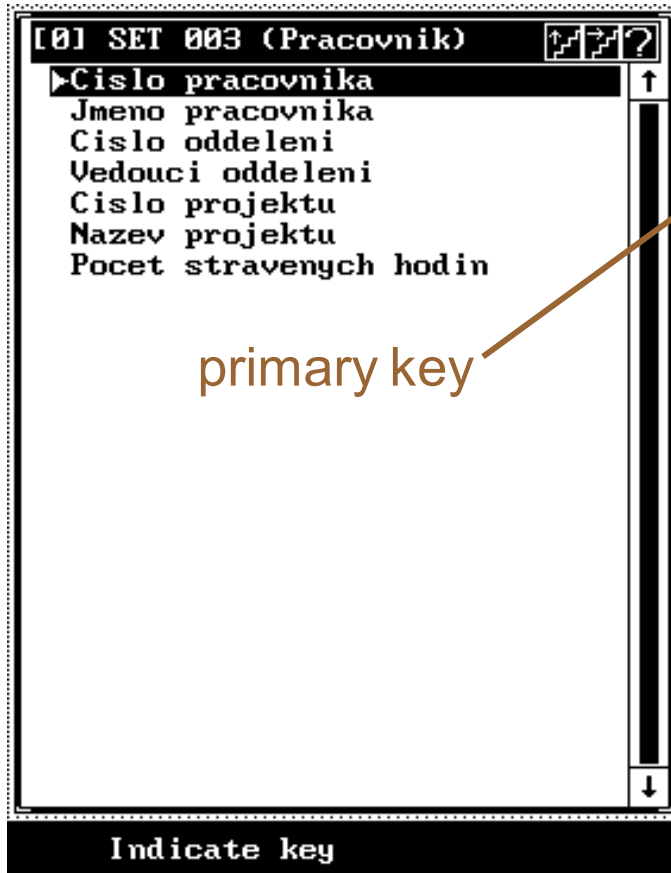 [0] SET 003 (Pracovnik) ?
Cislo pracovnika
Jmeno pracovnika
Cislo oddeleni
Vedouci oddeleni
Cislo projektu
Nazev projektu
Pocet stravenych hodin
primary key
Indicate key